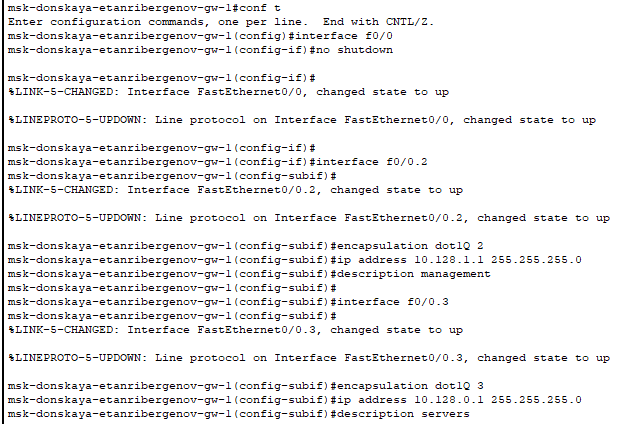 msk-donskaya-etanribergenov-gw-1#conf t
Enter configuration commands, one per line.  End with CNTL/Z.
msk-donskaya-etanribergenov-gw-1(config)#interface f0/0
msk-donskaya-etanribergenov-gw-1(config-if)#no shutdown
msk-donskaya-etanribergenov-gw-1(config-if)#
%LINK-5-CHANGED: Interface FastEthernet0/0, changed state to up
%LINEPROTO-5-UPDOWN: Line protocol on Interface FastEthernet0/0, changed state to up
msk-donskaya-etanribergenov-gw-1(config-if)#
msk-donskaya-etanribergenov-gw-1(config-if)#interface f0/0.2
msk-donskaya-etanribergenov-gw-1(config-subif)#
%LINK-5-CHANGED: Interface FastEthernet0/0.2, changed state to up
%LINEPROTO-5-UPDOWN: Line protocol on Interface FastEthernet0/0.2, changed state to up
msk-donskaya-etanribergenov-gw-1(config-subif)#encapsulation dot1Q 2
msk-donskaya-etanribergenov-gw-1(config-subif)#ip address 10.128.1.1 255.255.255.0
msk-donskaya-etanribergenov-gw-1(config-subif)#description management
msk-donskaya-etanribergenov-gw-1(config-subif)#
msk-donskaya-etanribergenov-gw-1(config-subif)#interface f0/0.3
msk-donskaya-etanribergenov-gw-1(config-subif)#
%LINK-5-CHANGED: Interface FastEthernet0/0.3, changed state to up
%LINEPROTO-5-UPDOWN: Line protocol on Interface FastEthernet0/0.3, changed state to up
msk-donskaya-etanribergenov-gw-1(config-subif)#encapsulation dot1Q 3
msk-donskaya-etanribergenov-gw-1(config-subif)#ip address 10.128.0.1 255.255.255.0
msk-donskaya-etanribergenov-gw-1(config-subif)#description servers